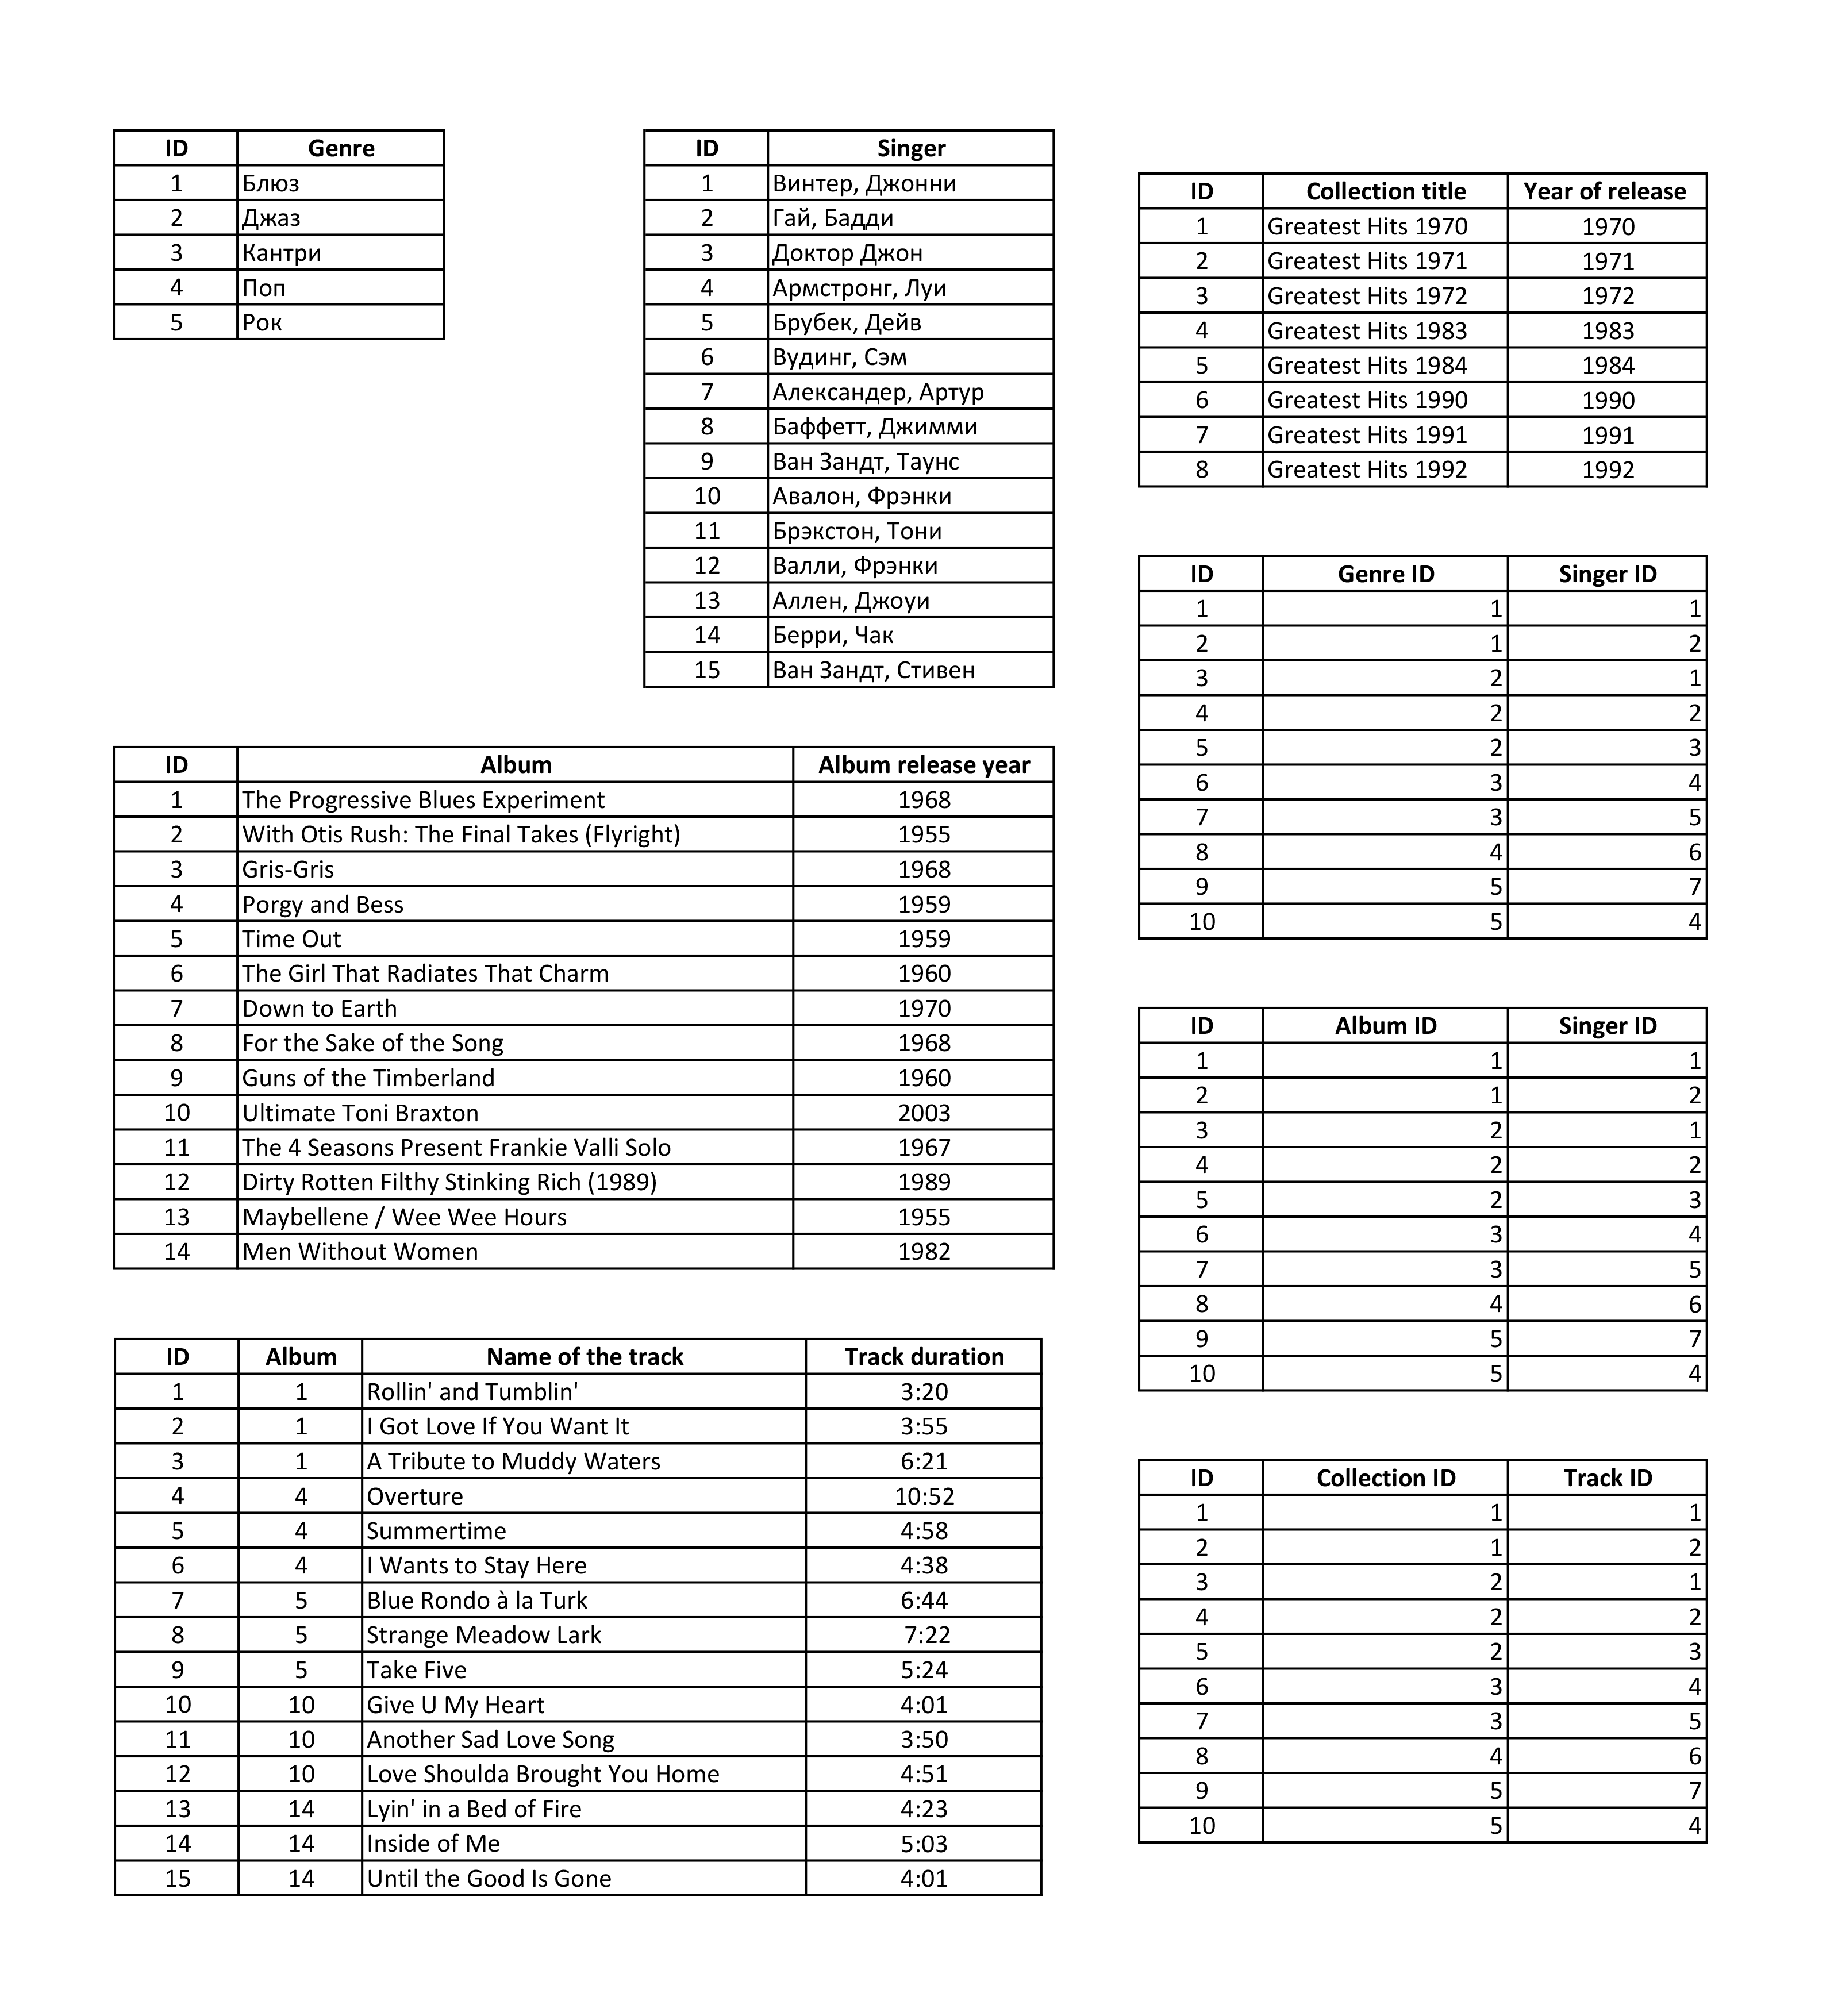 ID Genre
1 Блюз
2 Джаз
3 Кантри
4 Поп
5 Рок
ID Singer
1 Винтер, Джонни
2 Гай, Бадди
3 Доктор Джон
4 Армстронг, Луи
5 Брубек, Дейв
6 Вудинг, Сэм
7 Александер, Артур
8 Баффетт, Джимми
9 Ван Зандт, Таунс
10 Авалон, Фрэнки
11 Брэкстон, Тони
12 Валли, Фрэнки
13 Аллен, Джоуи
14 Берри, Чак
15 Ван Зандт, Стивен
ID Album Album release year
1 The Progressive Blues Experiment 1968
2 With Otis Rush: The Final Takes (Flyright) 1955
3 Gris-Gris 1968
4 Porgy and Bess 1959
5 Time Out 1959
6 The Girl That Radiates That Charm 1960
7 Down to Earth 1970
8 For the Sake of the Song 1968
9 Guns of the Timberland 1960
10 Ultimate Toni Braxton 2003
11 The 4 Seasons Present Frankie Valli Solo 1967
12 Dirty Rotten Filthy Stinking Rich (1989) 1989
13 Maybellene / Wee Wee Hours 1955
14 Men Without Women 1982
ID Album Name of the track Track duration
1 1 Rollin' and Tumblin' 3:20
2 1 I Got Love If You Want It 3:55
3 1 A Tribute to Muddy Waters 6:21
4 4 Overture 10:52
5 4 Summertime 4:58
6 4 I Wants to Stay Here 4:38
7 5 Blue Rondo à la Turk 6:44
8 5 Strange Meadow Lark 7:22
9 5 Take Five 5:24
10 10 Give U My Heart 4:01
11 10 Another Sad Love Song 3:50
12 10 Love Shoulda Brought You Home 4:51
13 14 Lyin' in a Bed of Fire 4:23
14 14 Inside of Me 5:03
15 14 Until the Good Is Gone 4:01
ID Collection title Year of release
1 Greatest Hits 1970 1970
2 Greatest Hits 1971 1971
3 Greatest Hits 1972 1972
4 Greatest Hits 1983 1983
5 Greatest Hits 1984 1984
6 Greatest Hits 1990 1990
7 Greatest Hits 1991 1991
8 Greatest Hits 1992 1992
ID Genre ID Singer ID
1 1 1
2 1 2
3 2 1
4 2 2
5 2 3
6 3 4
7 3 5
8 4 6
9 5 7
10 5 4
ID Album ID Singer ID
1 1 1
2 1 2
3 2 1
4 2 2
5 2 3
6 3 4
7 3 5
8 4 6
9 5 7
10 5 4
ID Collection ID Track ID
1 1 1
2 1 2
3 2 1
4 2 2
5 2 3
6 3 4
7 3 5
8 4 6
9 5 7
10 5 4